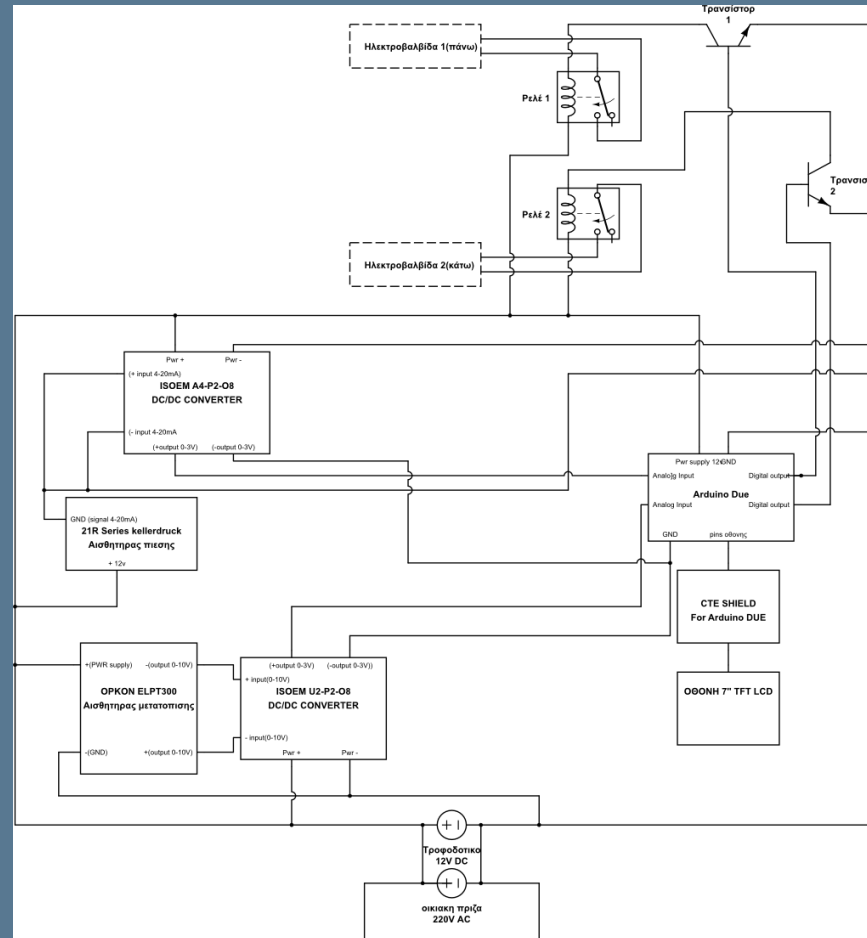 Τρανσίστορ
1
Ηλεκτροβαλβίδα 1(πάνω)
Ρελέ 1
2
Ρελέ 2
Ηλεκτροβαλβίδα 2(κάτω)
Pwr +
Pwr -
(+ input 4-20mA)
ISOEM A4-P2-O8
DC/DC CONVERTER
(- input 4-20mA
(+output 0-3V)
(-output 0-3V)
Pwr supply 12v
GND
Analo]g Input
Digital output
Arduino Due
Analog Input
Digital output
GND
pins οθονης
GND (signal 4-20mA)
21R Series kellerdruck
Αισθητηρας πιεσης
+ 12v
CTE SHIELD
For Arduino DUE
+(PWR supply)
-(output 0-10V)
OPKON ELPT300
Αισθητηρας μετατοπισης
-(GND)
+(output 0-10V)
(+output 0-3V)
(-output 0-3V))
+ input(0-10V)
ISOEM U2-P2-O8
DC/DC CONVERTER
- input(0-10V)
Pwr +
Pwr -
ΟΘΟΝΗ 7" TFT LCD
Τροφοδοτικο
12V DC
οικιακη πριζα
220V AC